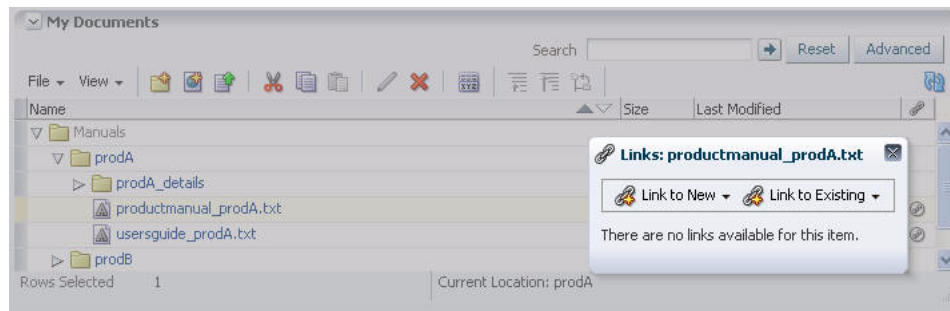 My Documents
Search Reset Advanced
File View
Name Size Last Modified
Manuals
prodA
prodA_details
productmanual_prodA.txt
usersguide_prodA.txt
prodB
Rows Selected 1 Current Location: prodA
Links: productmanual_prodA.txt
Link to New Link to Existing
There are no links available for this item.